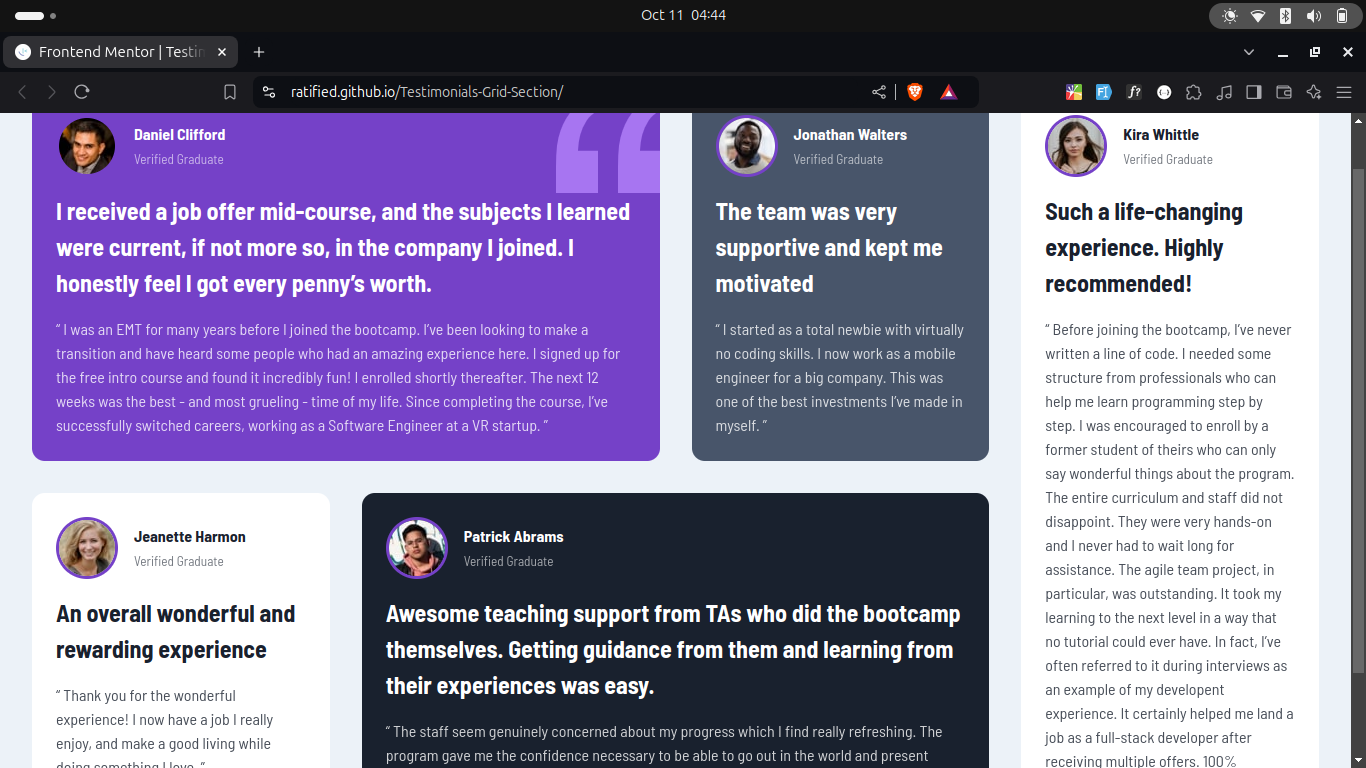 Oct 11 04:44
Frontend Mentor | Testim
ratified.github.io/Testimonials-Grid-Section/
Daniel Clifford
Verified Graduate
I received a job offer mid-course, and the subjects I learned
were current, if not more so, in the company I joined. I
honestly feel I got every penny’s worth.
“ I was an EMT for many years before I joined the bootcamp. I’ve been looking to make a
transition and have heard some people who had an amazing experience here. I signed up for
the free intro course and found it incredibly fun! I enrolled shortly thereafter. The next 12
weeks was the best - and most grueling - time of my life. Since completing the course, I’ve
successfully switched careers, working as a Software Engineer at a VR startup. ”
Jonathan Walters
Verified Graduate
The team was very
supportive and kept me
motivated
“ I started as a total newbie with virtually
no coding skills. I now work as a mobile
engineer for a big company. This was
one of the best investments I’ve made in
myself. ”
Kira Whittle
Verified Graduate
Such a life-changing
experience. Highly
recommended!
“ Before joining the bootcamp, I’ve never
written a line of code. I needed some
structure from professionals who can
help me learn programming step by
step. I was encouraged to enroll by a
former student of theirs who can only
say wonderful things about the program.
The entire curriculum and staff did not
disappoint. They were very hands-on
and I never had to wait long for
assistance. The agile team project, in
particular, was outstanding. It took my
learning to the next level in a way that
no tutorial could ever have. In fact, I’ve
often referred to it during interviews as
an example of my developent
experience. It certainly helped me land a
job as a full-stack developer after
receiving multiple offers. 100%
Jeanette Harmon
Verified Graduate
An overall wonderful and
rewarding experience
“ Thank you for the wonderful
experience! I now have a job I really
enjoy, and make a good living while
doing something I love. ”
Patrick Abrams
Verified Graduate
Awesome teaching support from TAs who did the bootcamp
themselves. Getting guidance from them and learning from
their experiences was easy.
“ The staff seem genuinely concerned about my progress which I find really refreshing. The
program gave me the confidence necessary to be able to go out in the world and present